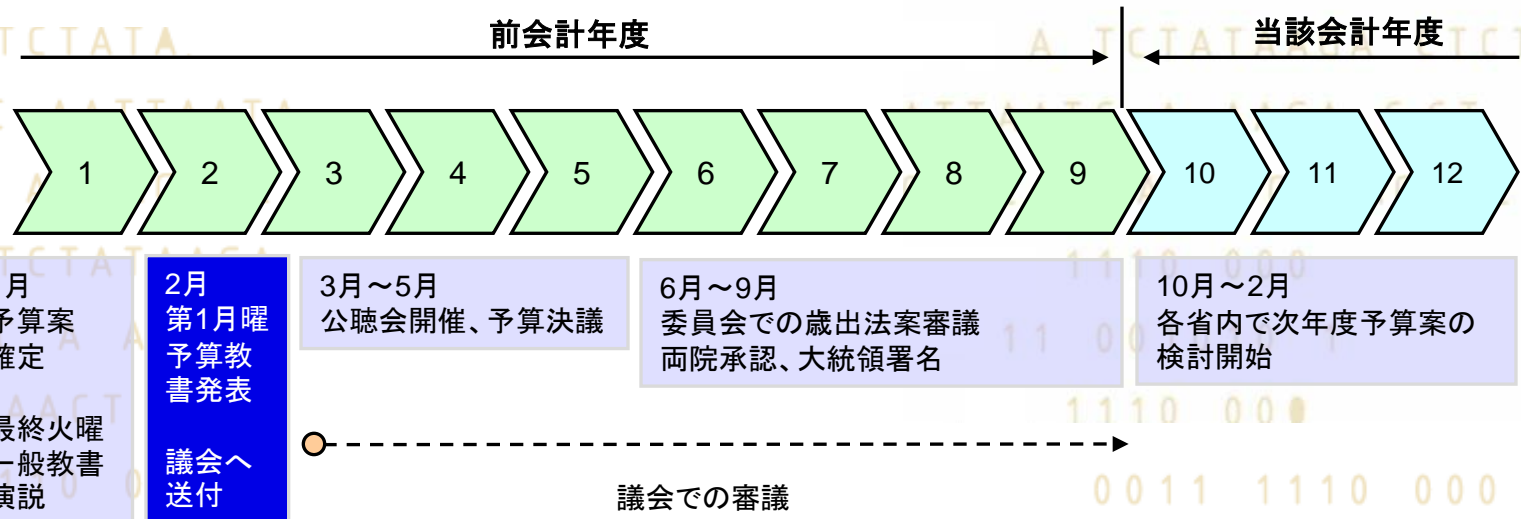 前会計年度
当該会計年度
1 2 3 4 5 6 7 8 9 10 11 12
月
予算案
確定
最終火曜
一般教書
演説
2月
第1月曜
予算教
書発表
議会へ
送付
3月～5月
公聴会開催、予算決議
6月～9月
委員会での歳出法案審議
両院承認、大統領署名
10月～2月
各省内で次年度予算案の
検討開始
議会での審議